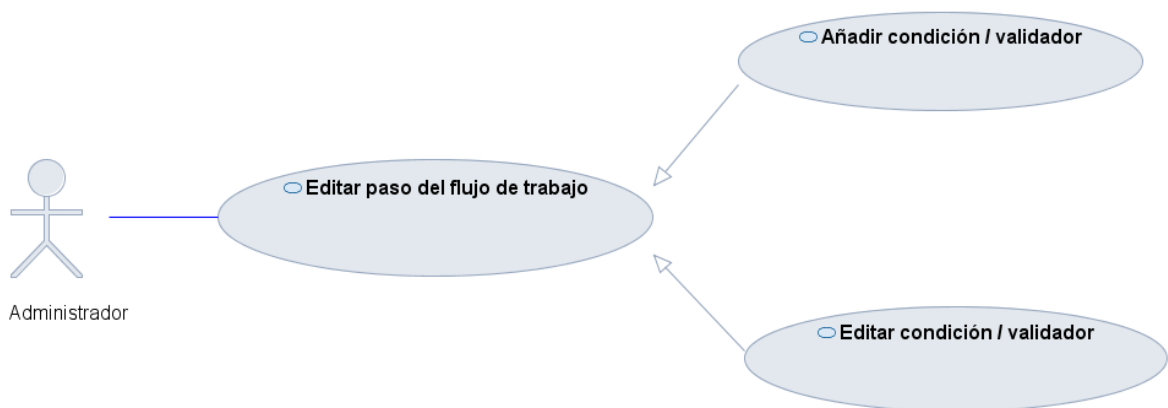 Añadir condición / validador
Editar paso del flujo de trabajo
Administrador
Editar condición / validador